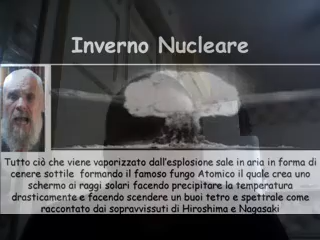 Inverno Nucleare
Tutto ciò che viene vaporizzato dall'esplosione sale in aria in forma di
cenere sottile formando il famoso fungo Atomico il quale crea uno
schermo ai raggi solari facendo precipitare la temperatura
drasticamente e facendo scendere un buoi tetro e spettrale come
raccontato dai sopravvissuti di Hiroshima e Nagasaki